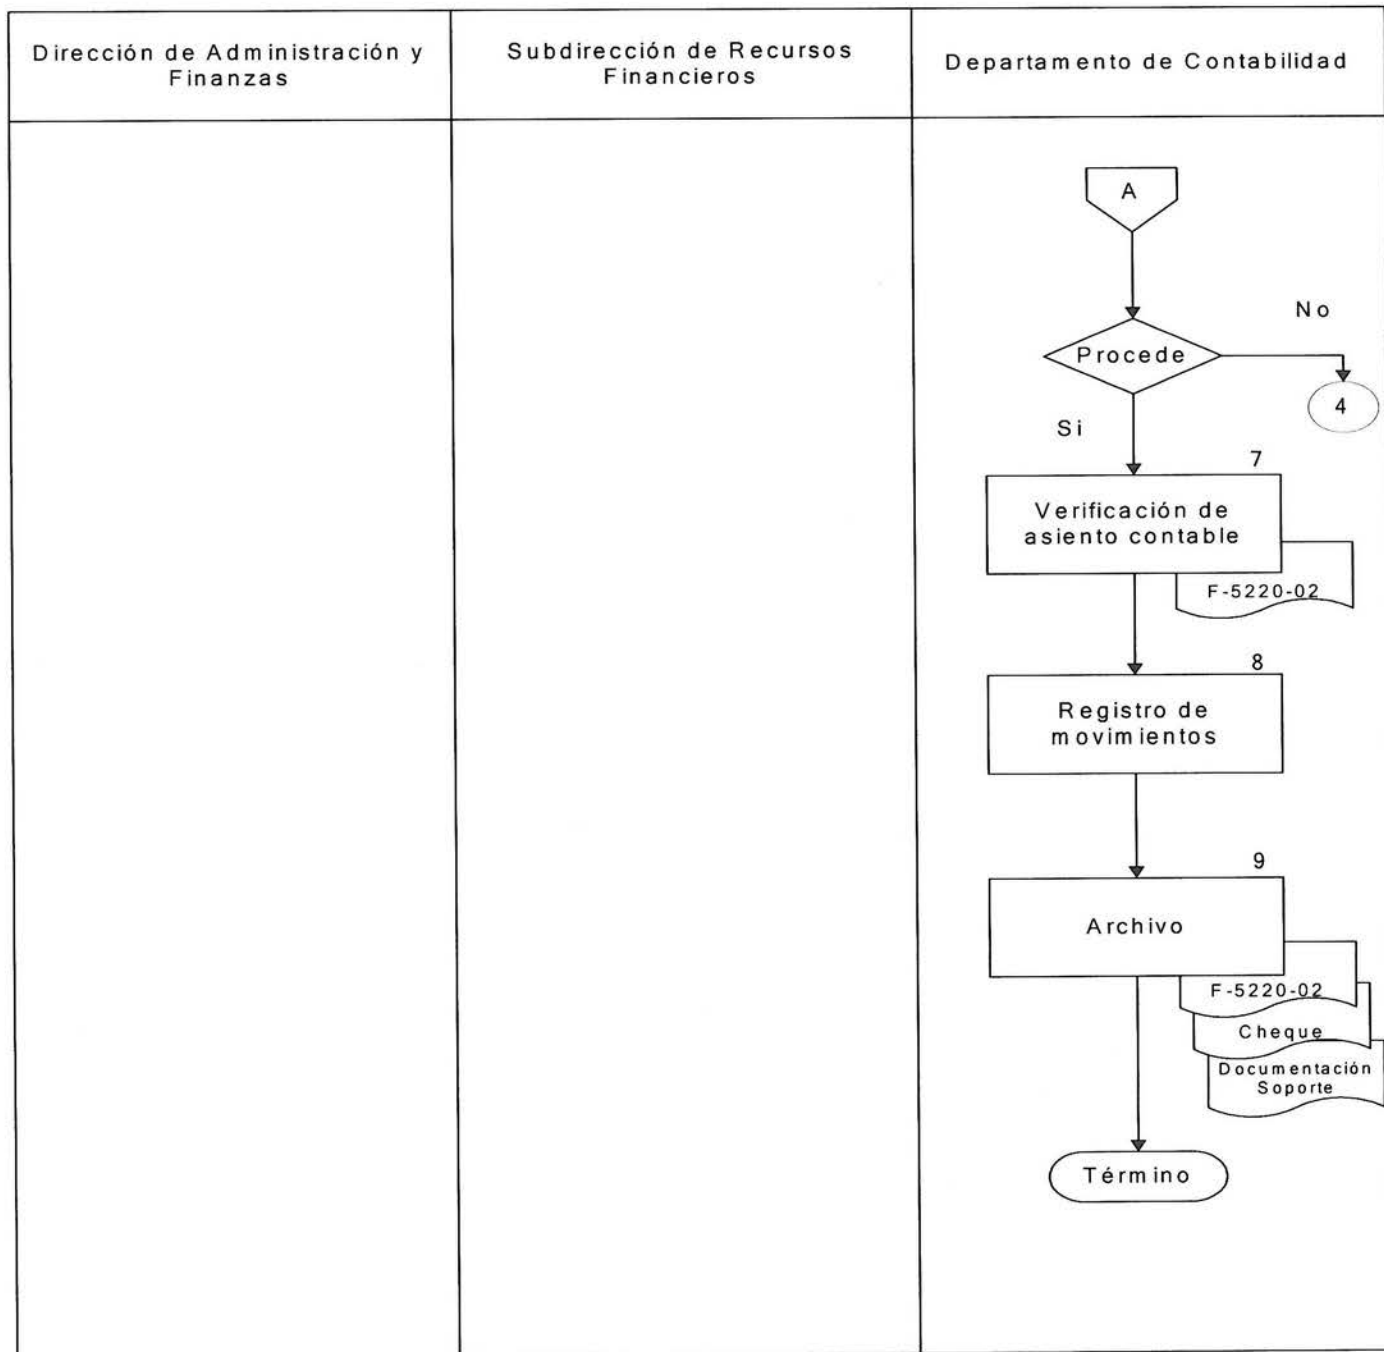 Dirección de Administración y
Finanzas
Subdirección de Recursos
Financieros
Departamento de Contabilidad
A
No
Procede
4
Si
7
Verificación de
asiento contable
F-5220-02
8
Registro de
movimientos
9
Archivo
F-5220-02
Cheque
Documentación
Soporte
Término